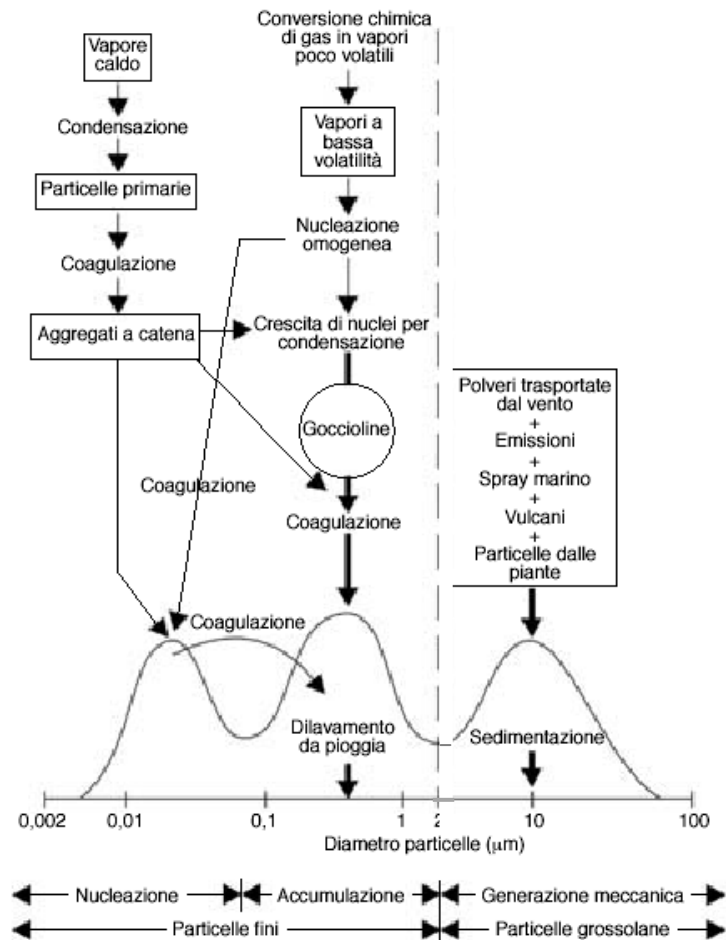 Vapore
caldo
Condensazione
Particelle primarie
Coagulazione
Aggregati a catena
Conversione chimica
di gas in vapori
poco volatili
Vapori a
bassa
volatilità
Nucleazione
omogenea
Crescita di nuclei per
condensazione
Goccioline
Coagulazione
Coagulazione
Coagulazione
Dilavamento
da pioggia
Polveri trasportate
dal vento
+
Emissioni
+
Spray marino
+
Vulcani
+
Particelle dalle
piante
Sedimentazione
0,002 0,01 0,1 1 2 10 100
Diametro particelle (μm)
Nucleazione Accumulazione Generazione meccanica
Particelle fini Particelle grossolane